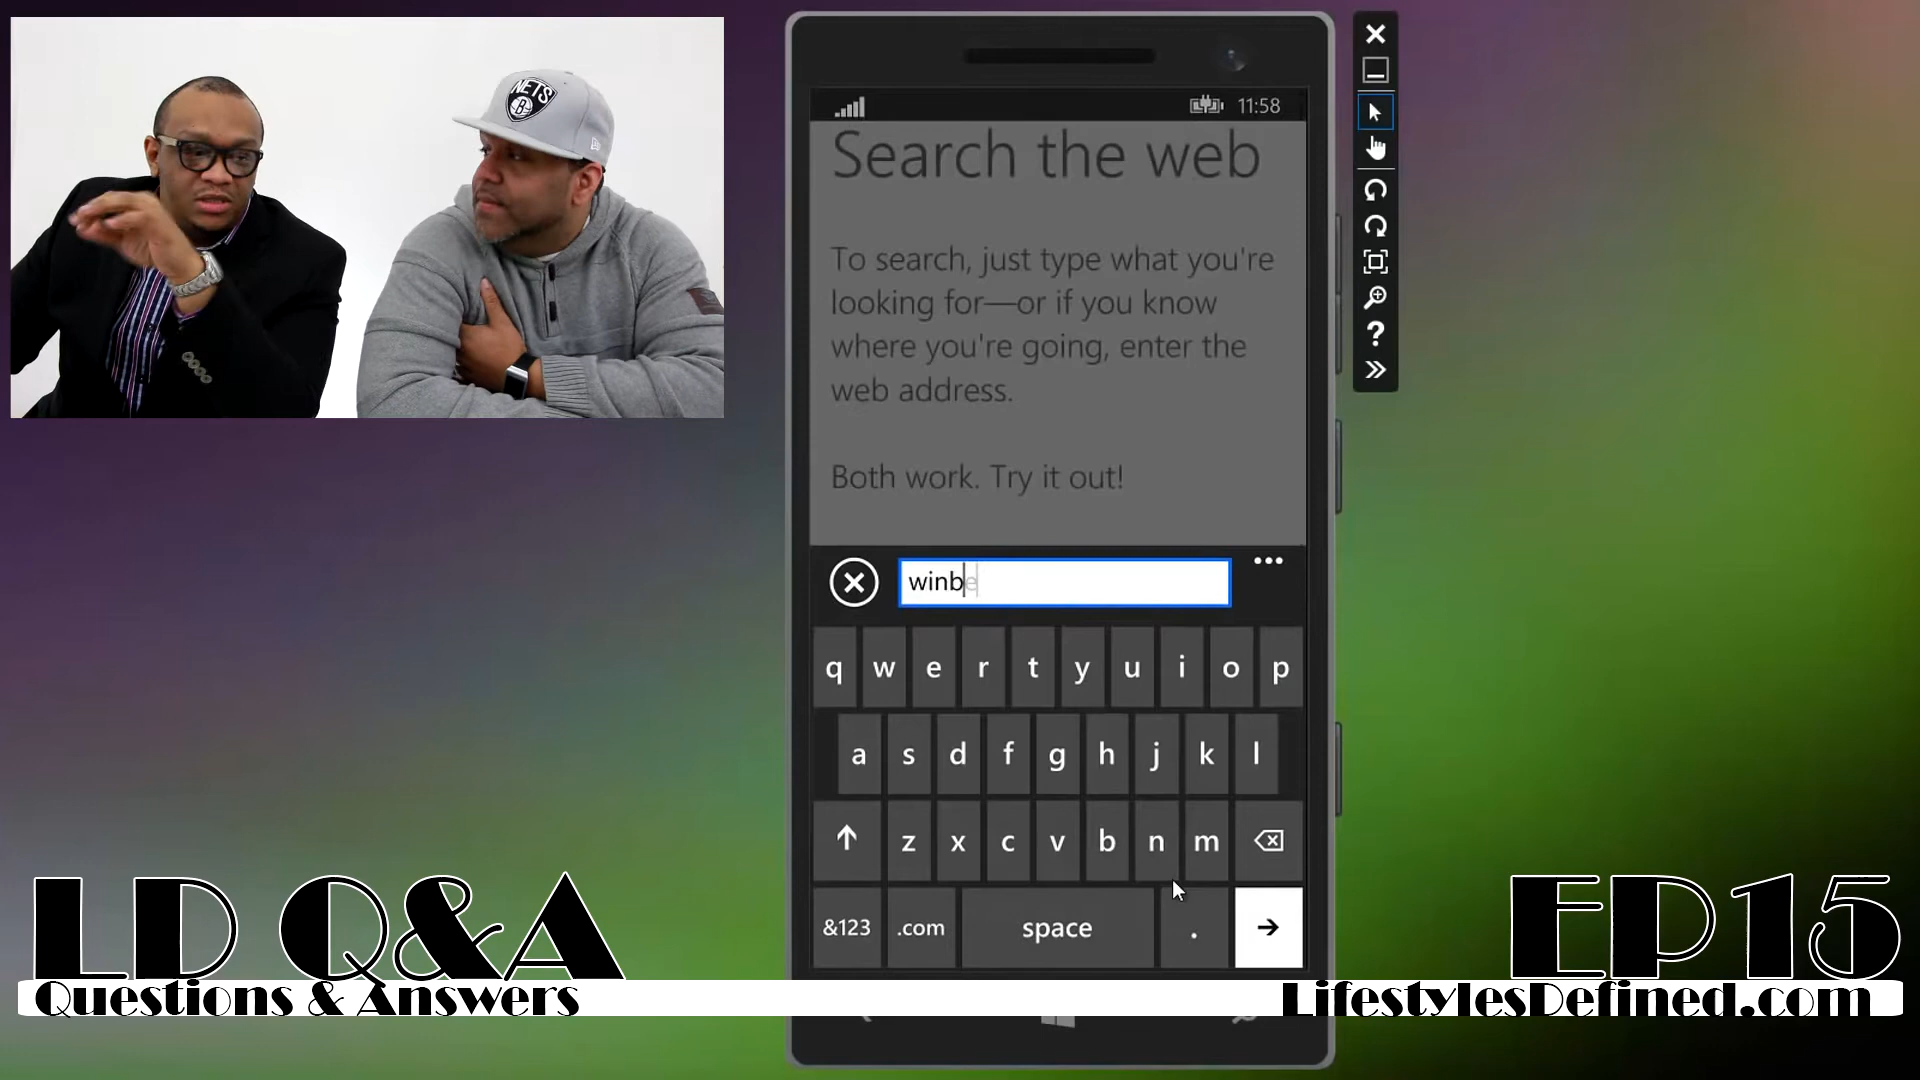 NETS
B
11:58
Search the web
To search, just type what you're
looking for—or if you know
where you're going, enter the
web address.
Both work. Try it out!
winbe
q w e r t y u i o p
a s d f g h j k l
z x c v b n m
&123 .com space .
LD Q&A
EP15
Questions & Answers
LifestylesDefined.com